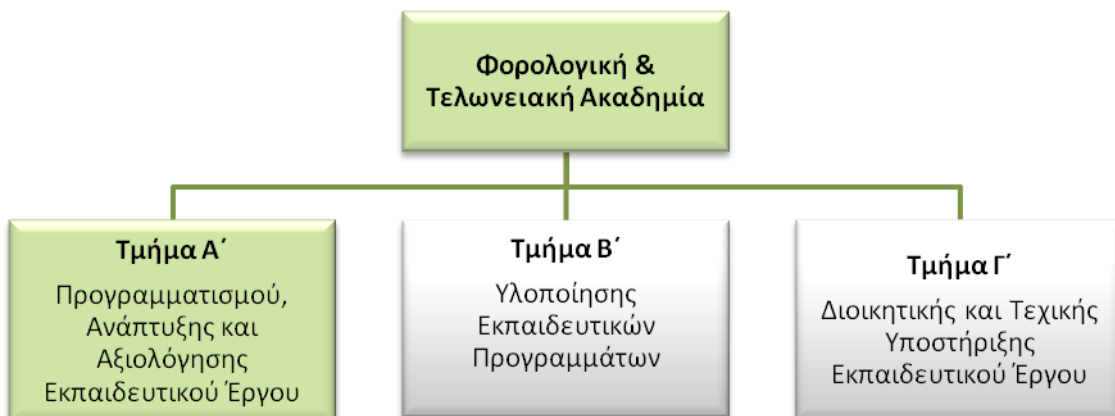 Φορολογική &
Τελωνειακή Ακαδημία
Τμήμα Α΄
Προγραμματισμού,
Ανάπτυξης και
Αξιολόγησης
Εκπαιδευτικού Έργου
Τμήμα Β΄
Υλοποίησης
Εκπαιδευτικών
Προγραμμάτων
Τμήμα Γ΄
Διοικητικής και Τεχικής
Υποστήριξης
Εκπαιδευτικού Έργου